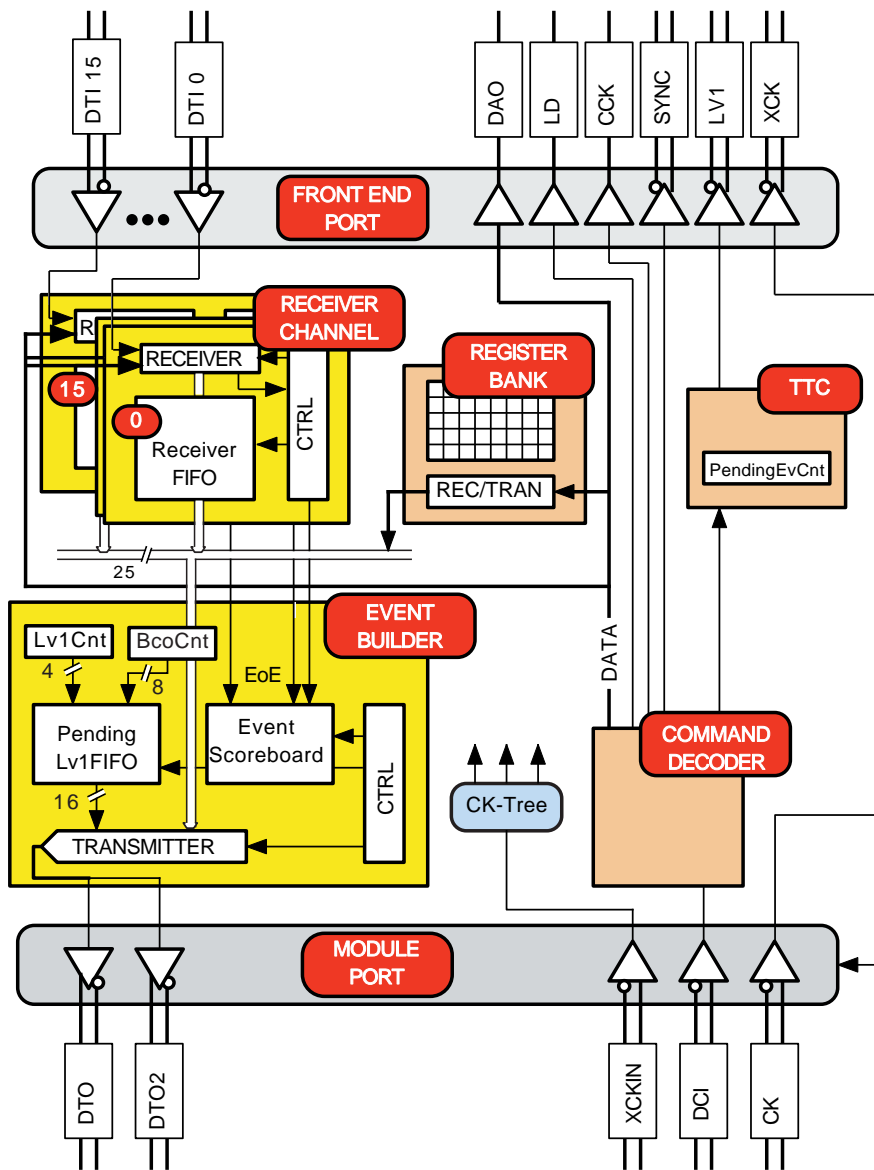 DTI 15
DTI 0
DAO
LD
CCK
SYNC
LV1
XCK
FRONT END
PORT
RECEIVER
CHANNEL
R
RECEIVER
15
0
Receiver
FIFO
CTRL
REGISTER
BANK
REC/TRAN
TTC
PendingEvCnt
25
EVENT
BUILDER
Lv1Cnt
BcoCnt
4
8
EoE
DATA
Pending
Lv1FIFO
Event
Scoreboard
CTRL
COMMAND
DECODER
16
CK-Tree
TRANSMITTER
MODULE
PORT
DTO
DTO2
XCKIN
DCI
CK